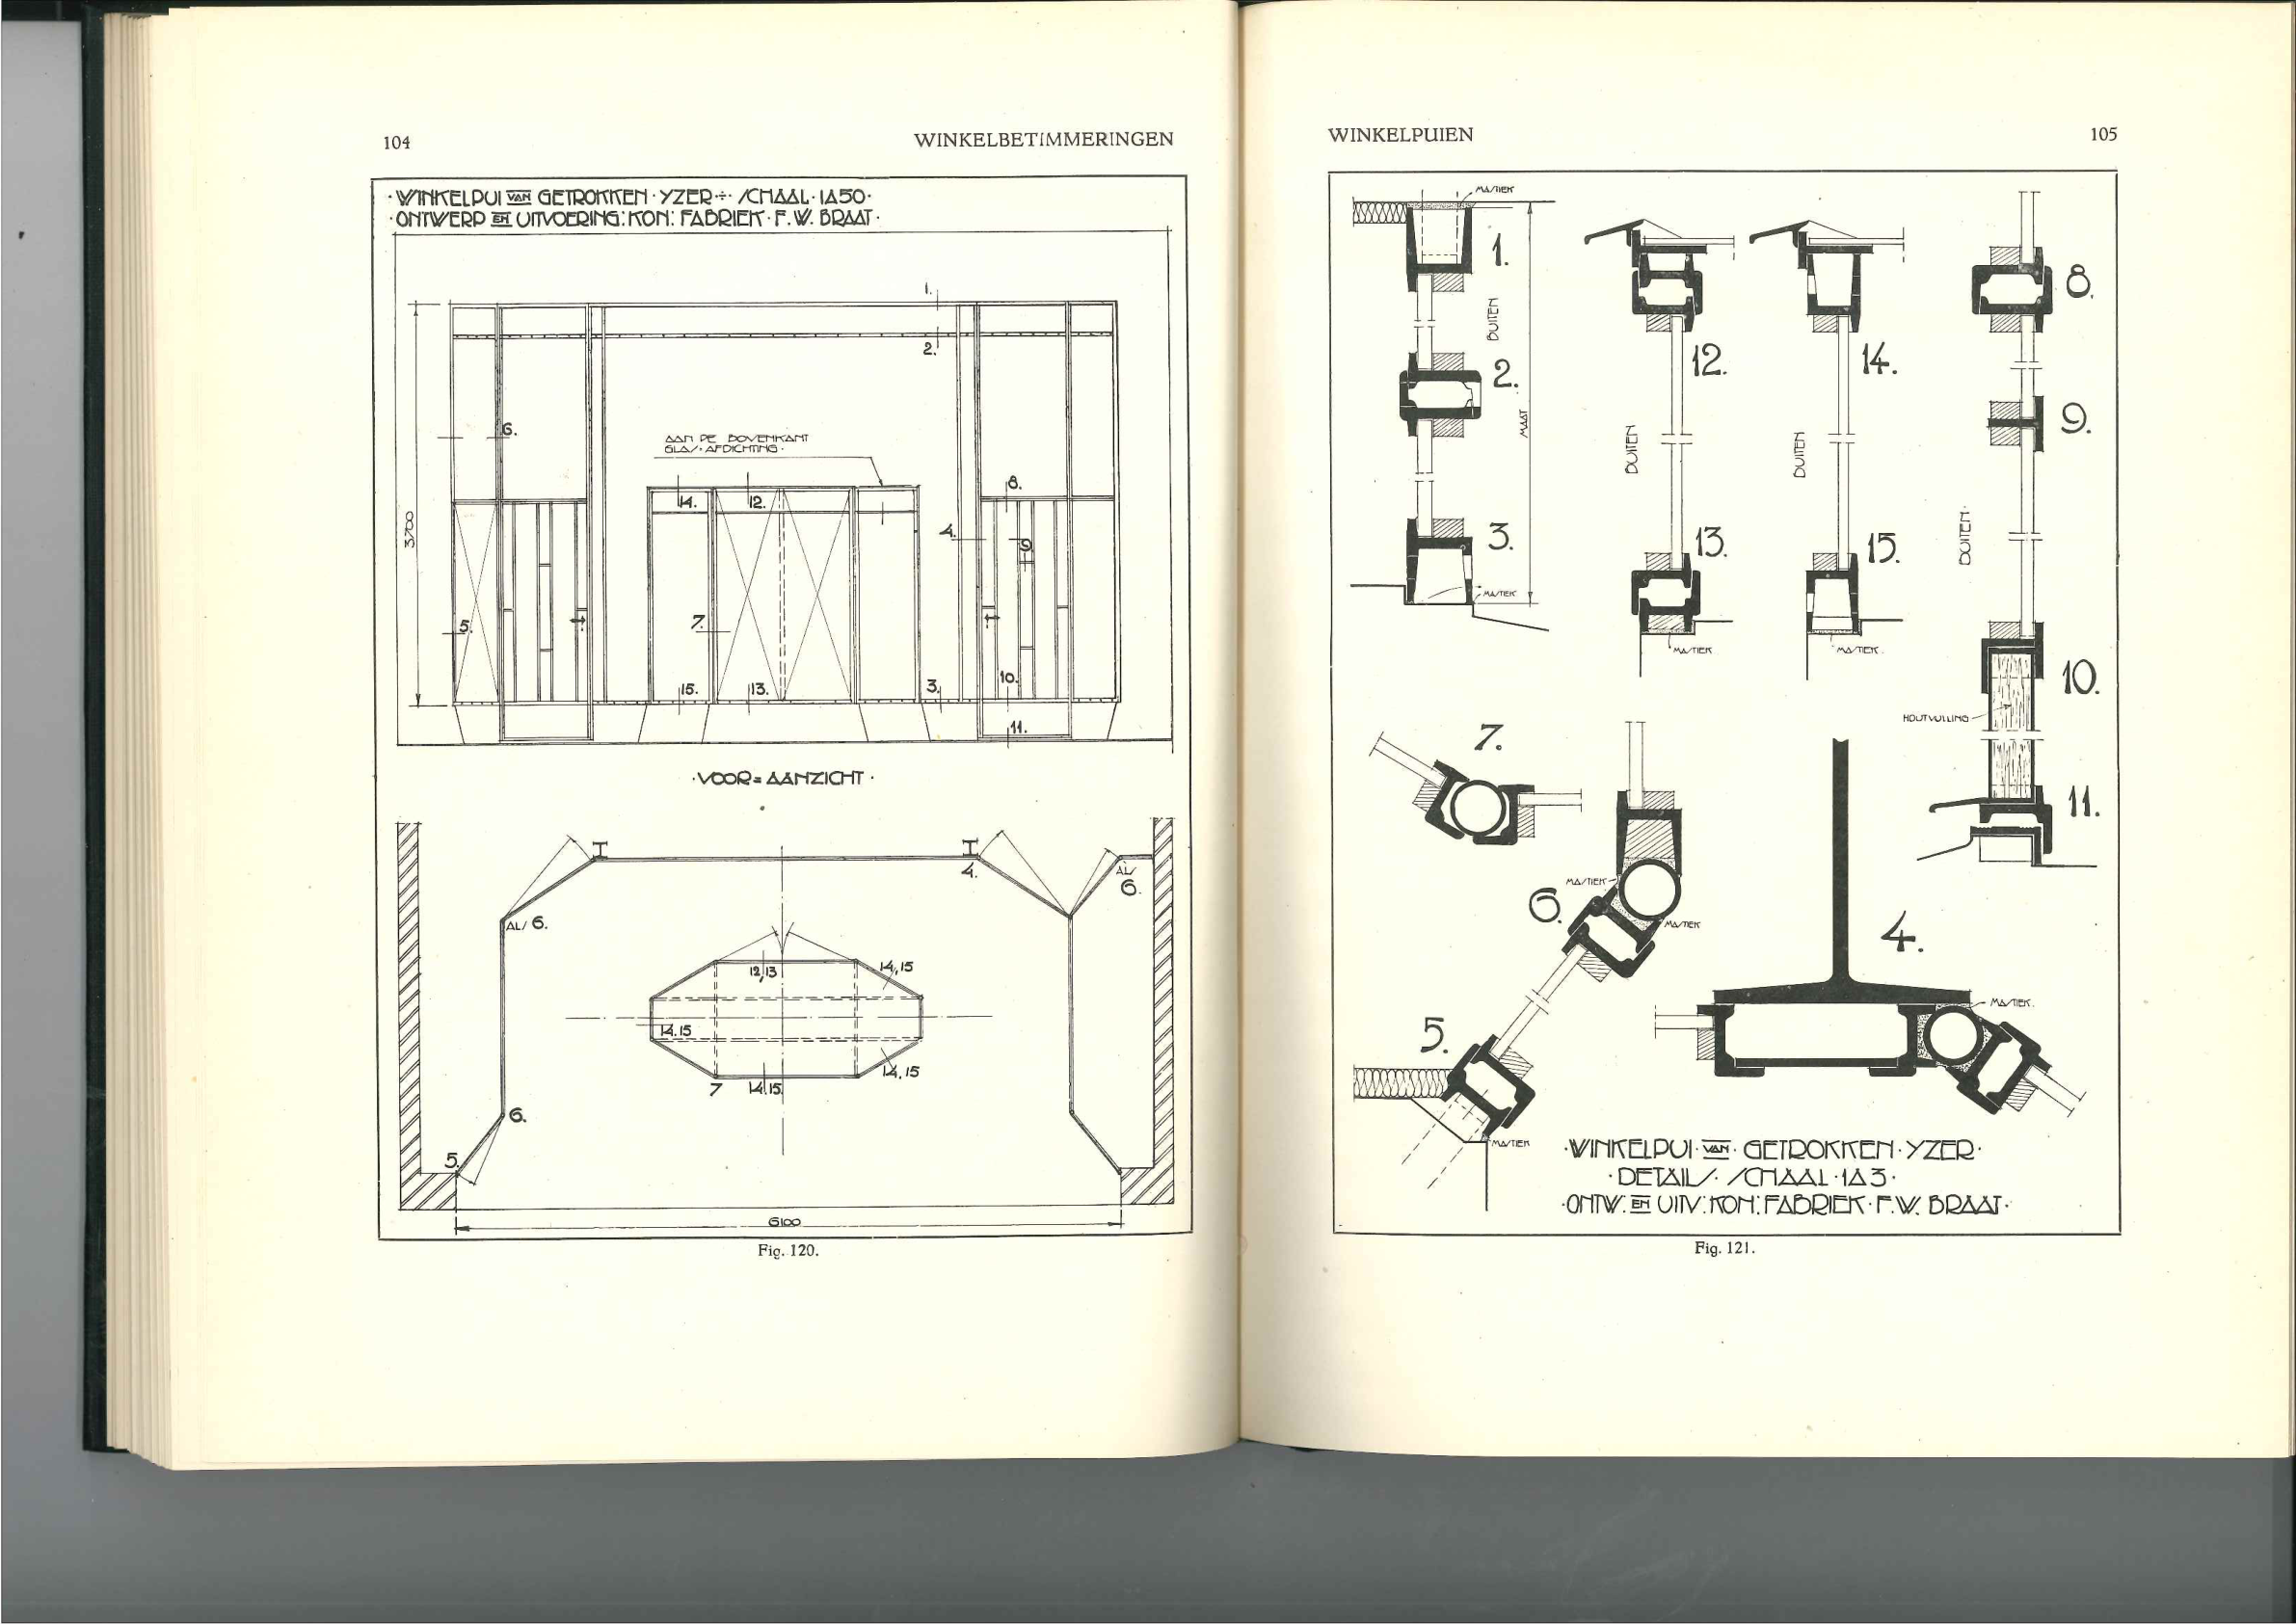 104
WINKELBETIMMERINGEN
·WINKELPUI VAN GETROKKEN·YZER÷·SCHAAL·1A50·
·ONTWERP EN UITVOERING:KON:FABRIEK·F.W.BRAAT·
1.
2.
6.
AAN DE BOVENKANT
GLAS·AFDICHTING·
8.
14.
12.
4.
9
3700
5.
7.
15.
13.
3.
10.
11.
·VOOR=AANZICHT·
4.
ALS
6.
ALS 6.
12,13
14,15
14.15
14,15
7
14,15.
6.
5.
6100
Fig. 120.
WINKELPUIEN
105
MASTIEK
1.
BUITEN
2.
MAAT
3.
MASTIEK
12.
BUITEN
13.
MASTIEK
14.
BUITEN
15.
MASTIEK.
8.
9.
BUITEN·
10.
HOUTVULLING
11.
7.
MASTIEK
6.
MASTIEK
4.
MASTIEK.
5.
MASTIEK
·WINKELPUI·VAN·GETROKKEN·YZER·
·DETAILS·SCHAAL·1A3·
·ONTW:EN UITV:KON:FABRIEK·F.W.BRAAT·
Fig. 121.